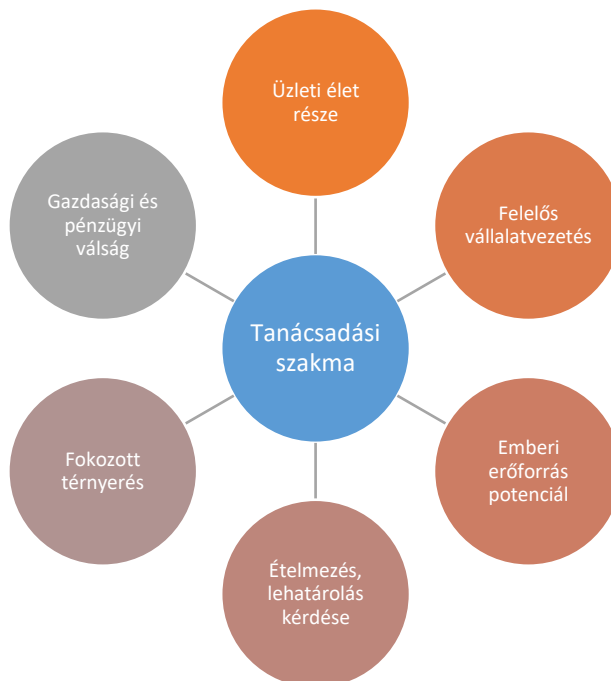 Üzleti élet
része
Felelős
vállalatvezetés
Emberi
erőforrás
potenciál
Ételmezés,
lehatárolás
kérdése
Fokozott
térnyerés
Gazdasági és
pénzügyi
válság
Tanácsadási
szakma